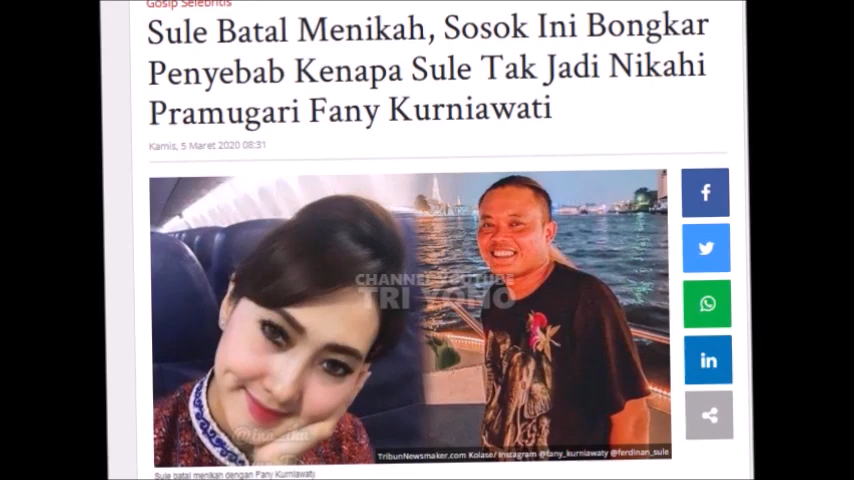 Gosip Selebritis
Sule Batal Menikah, Sosok Ini Bongkar
Penyebab Kenapa Sule Tak Jadi Nikahi
Pramugari Fany Kurniawati
Kamis, 5 Maret 2020 08:31
CHANNEL YOUTUBE
TRI YONO
TribunNewsmaker.com Kolase/ Instagram @fany_kurniawaty @ferdinan_sule
Sule batal menikah dengan Fany Kurniawaty